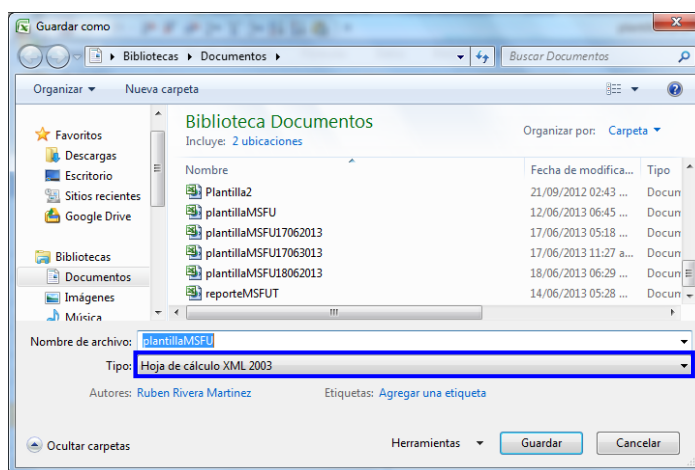 Guardar como
Bibliotecas Documentos
Buscar Documentos
Organizar Nueva carpeta
Favoritos
Descargas
Escritorio
Sitios recientes
Google Drive
Bibliotecas
Documentos
Imágenes
Música
Biblioteca Documentos
Incluye: 2 ubicaciones
Organizar por: Carpeta
Nombre Fecha de modifica... Tipo
Plantilla2 21/09/2012 02:43 ... Docum
plantillaMSFU 12/06/2013 06:45 ... Docum
plantillaMSFU17062013 17/06/2013 05:18 ... Docum
plantillaMSFU17063013 17/06/2013 11:27 a... Docum
plantillaMSFU18062013 18/06/2013 06:29 ... Docum
reporteMSFUT 14/06/2013 05:28 ... Docum
Nombre de archivo: plantillaMSFU
Tipo: Hoja de cálculo XML 2003
Autores: Ruben Rivera Martinez Etiquetas: Agregar una etiqueta
Ocultar carpetas Herramientas Guardar Cancelar